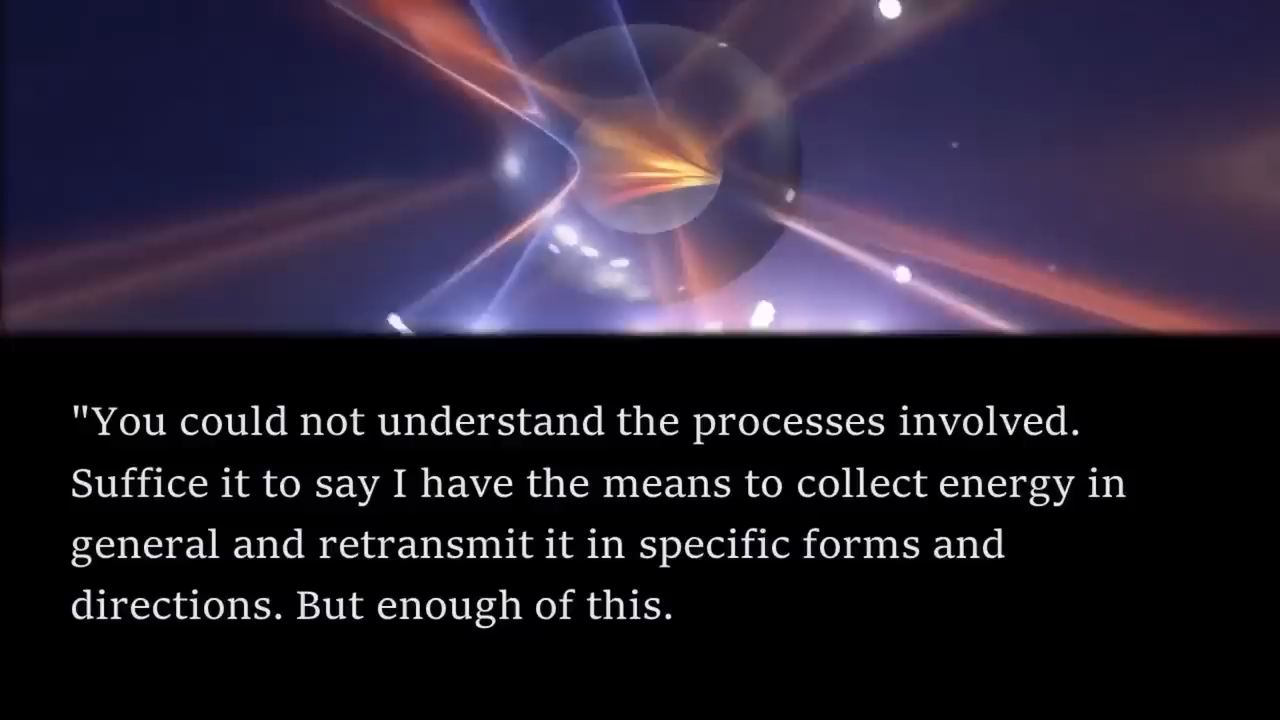 "You could not understand the processes involved.
Suffice it to say I have the means to collect energy in
general and retransmit it in specific forms and
directions. But enough of this.